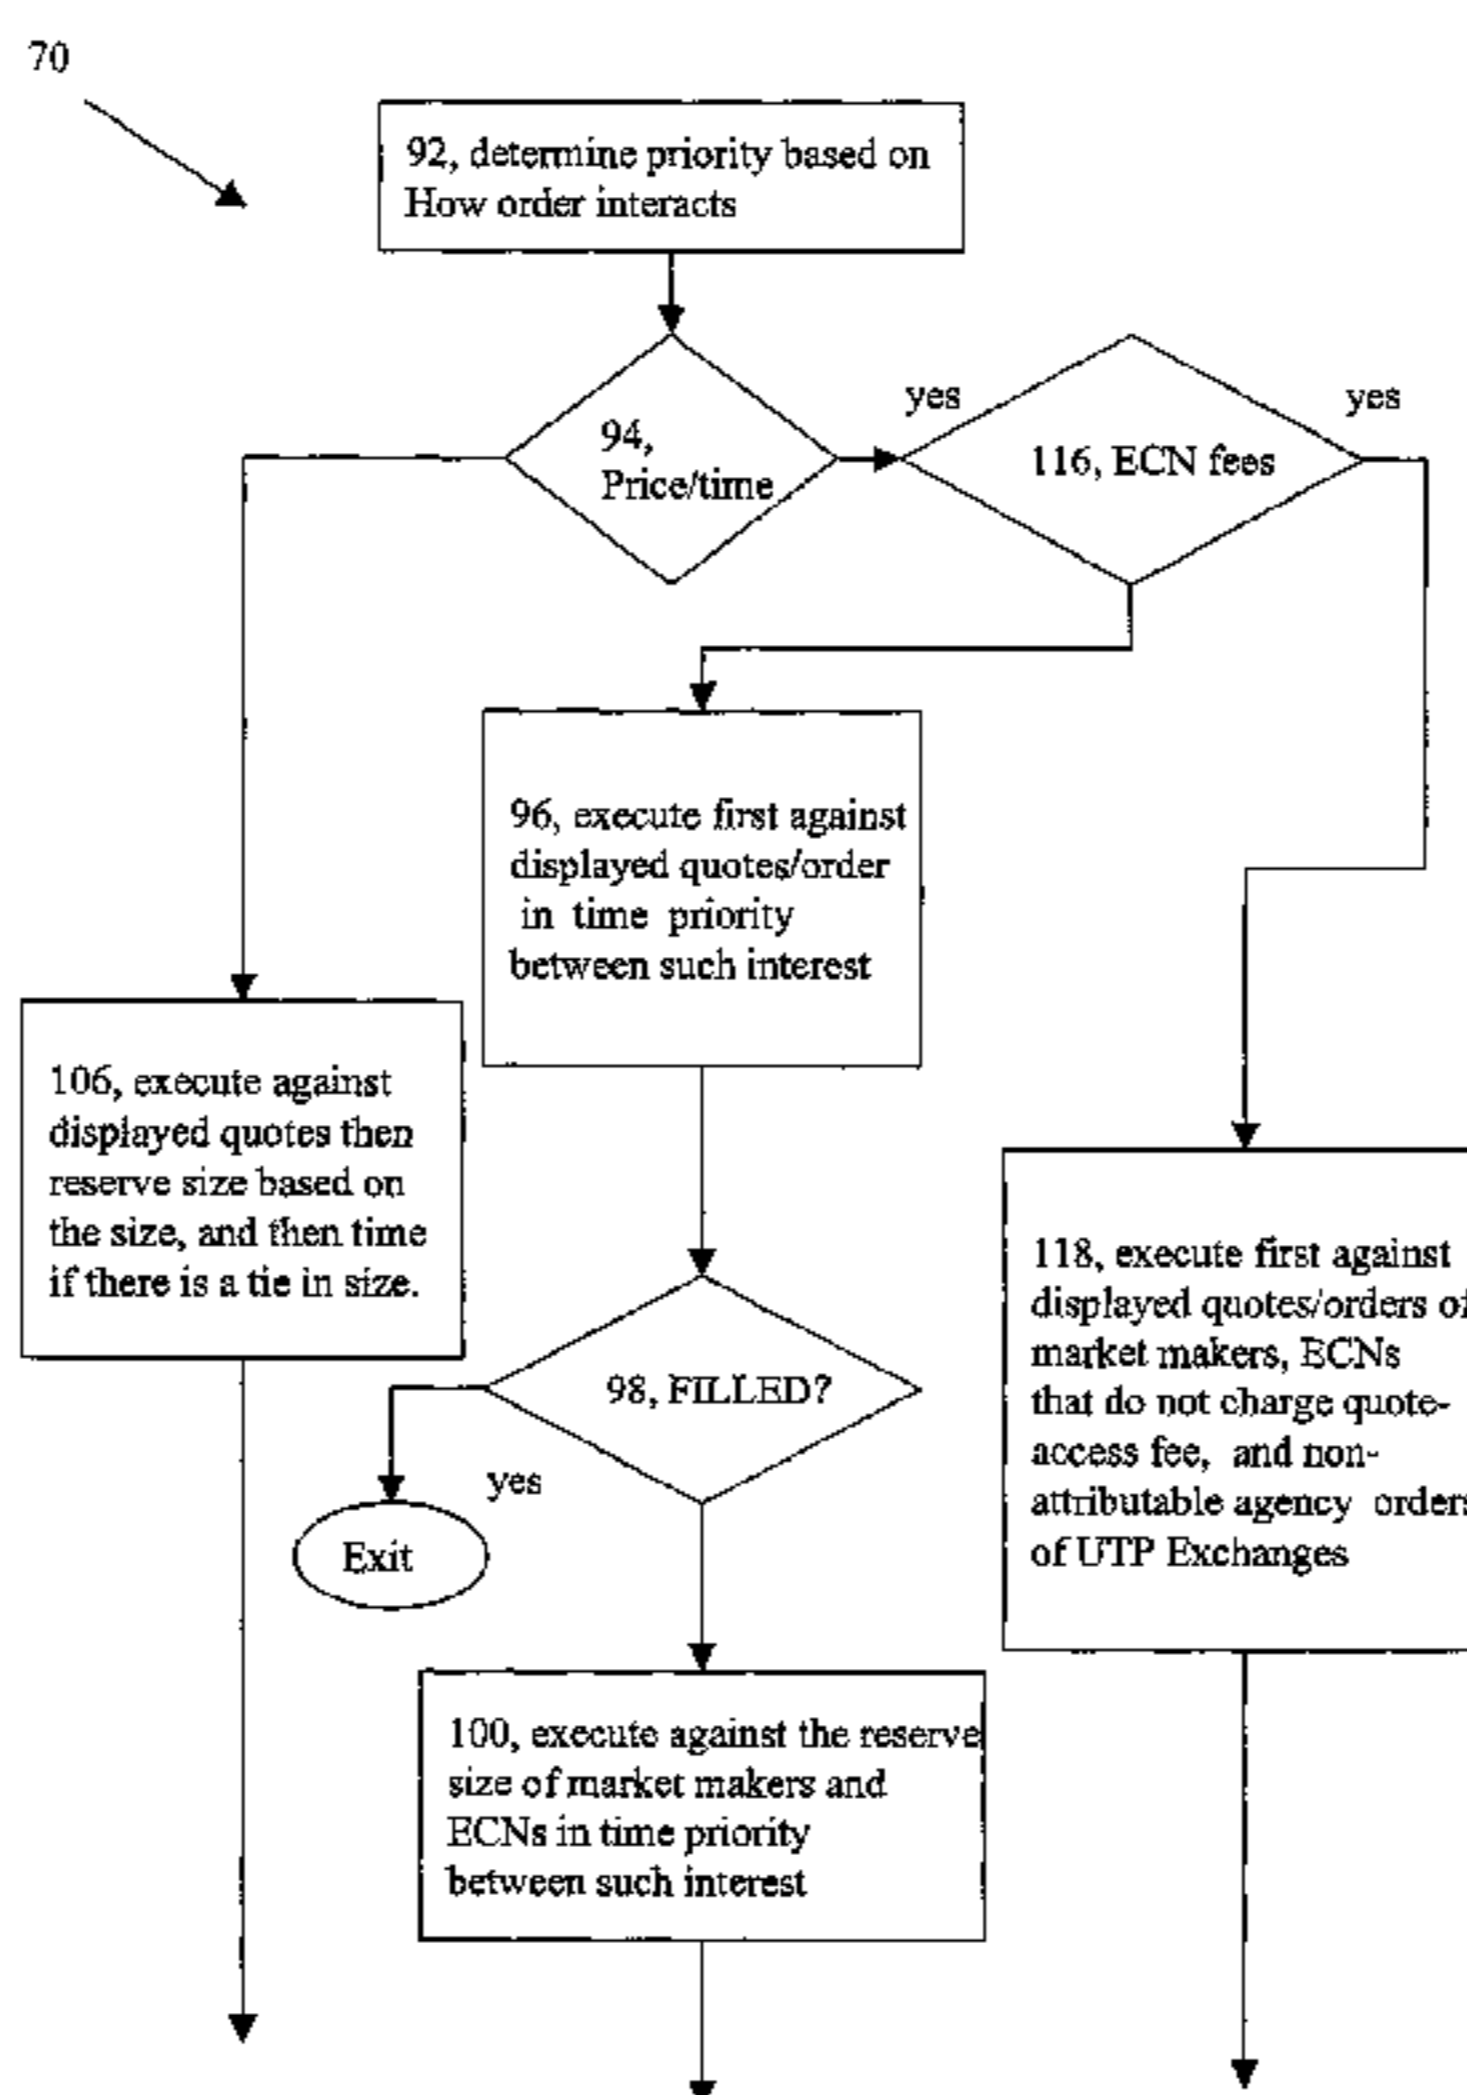 70
92, determine priority based on
How order interacts
94,
Price/time
yes
116, ECN fees
yes
96, execute first against
displayed quotes/order
in time priority
between such interest
106, execute against
displayed quotes then
reserve size based on
the size, and then time
if there is a tie in size.
98, FILLED?
yes
Exit
118, execute first against
displayed quotes/orders of
market makers, ECNs
that do not charge quote-
access fee, and non-
attributable agency orders
of UTP Exchanges
100, execute against the reserve
size of market makers and
ECNs in time priority
between such interest